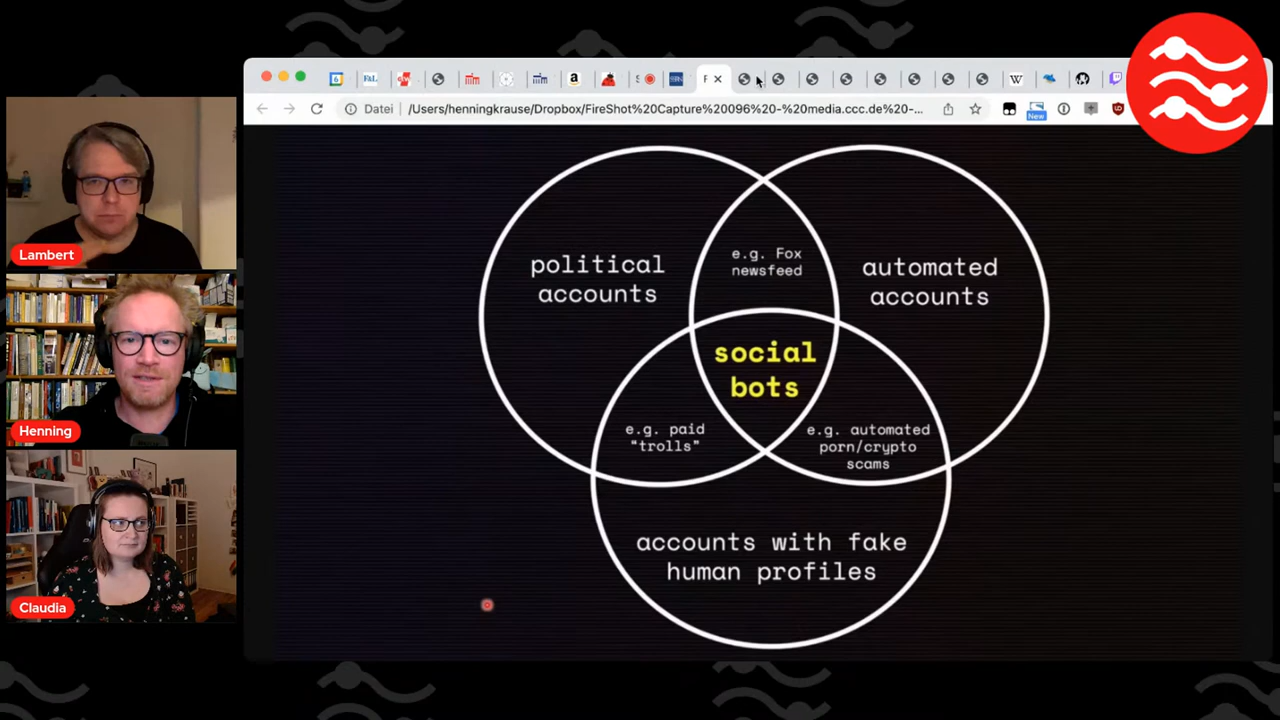 Datei
/Users/henningkrause/Dropbox/FireShot%20Capture%20096%20-%20media.ccc.de%20-...
New
political
accounts
e.g. Fox
newsfeed
automated
accounts
social
bots
e.g. paid
"trolls"
e.g. automated
porn/crypto
scams
accounts with fake
human profiles
Lambert
Henning
Claudia